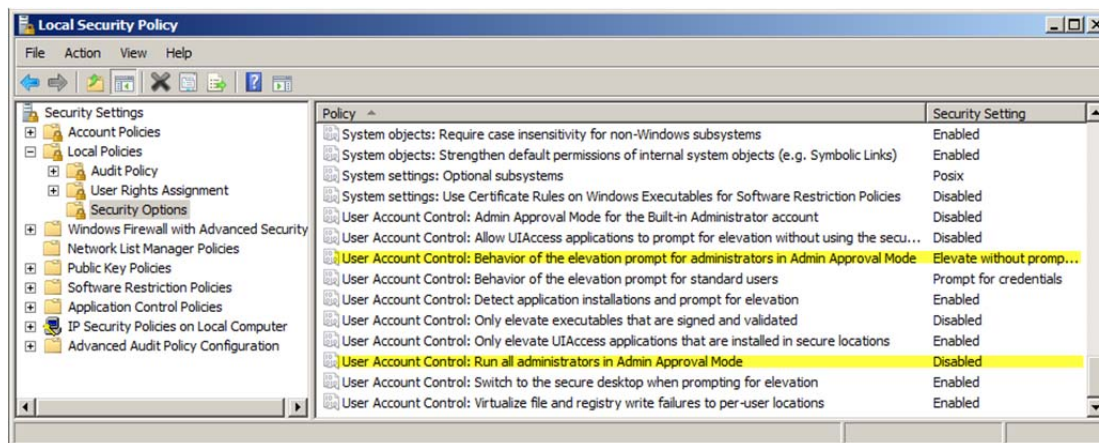 Local Security Policy
File Action View Help
Security Settings
Account Policies
Local Policies
Audit Policy
User Rights Assignment
Security Options
Windows Firewall with Advanced Security
Network List Manager Policies
Public Key Policies
Software Restriction Policies
Application Control Policies
IP Security Policies on Local Computer
Advanced Audit Policy Configuration
Policy Security Setting
System objects: Require case insensitivity for non-Windows subsystems Enabled
System objects: Strengthen default permissions of internal system objects (e.g. Symbolic Links) Enabled
System settings: Optional subsystems Posix
System settings: Use Certificate Rules on Windows Executables for Software Restriction Policies Disabled
User Account Control: Admin Approval Mode for the Built-in Administrator account Disabled
User Account Control: Allow UIAccess applications to prompt for elevation without using the secu... Disabled
User Account Control: Behavior of the elevation prompt for administrators in Admin Approval Mode Elevate without promp...
User Account Control: Behavior of the elevation prompt for standard users Prompt for credentials
User Account Control: Detect application installations and prompt for elevation Enabled
User Account Control: Only elevate executables that are signed and validated Disabled
User Account Control: Only elevate UIAccess applications that are installed in secure locations Enabled
User Account Control: Run all administrators in Admin Approval Mode Disabled
User Account Control: Switch to the secure desktop when prompting for elevation Enabled
User Account Control: Virtualize file and registry write failures to per-user locations Enabled